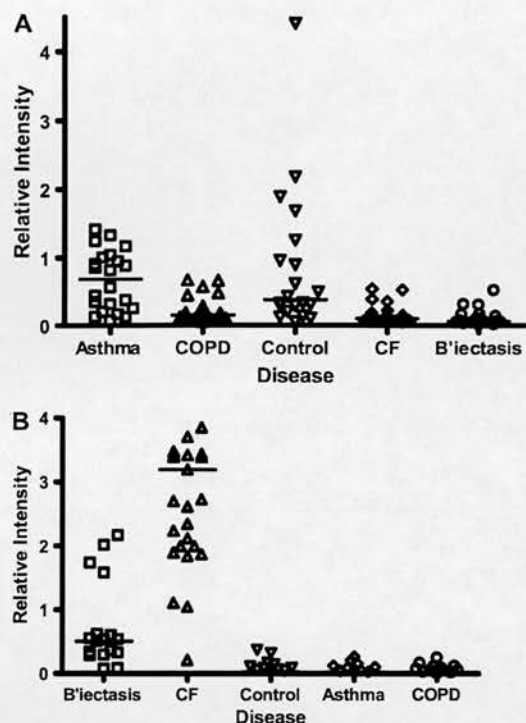 A
Relative Intensity
4
3
2
1
0
Asthma COPD Control CF B'iectasis
Disease
B
Relative Intensity
4
3
2
1
0
B'iectasis CF Control Asthma COPD
Disease